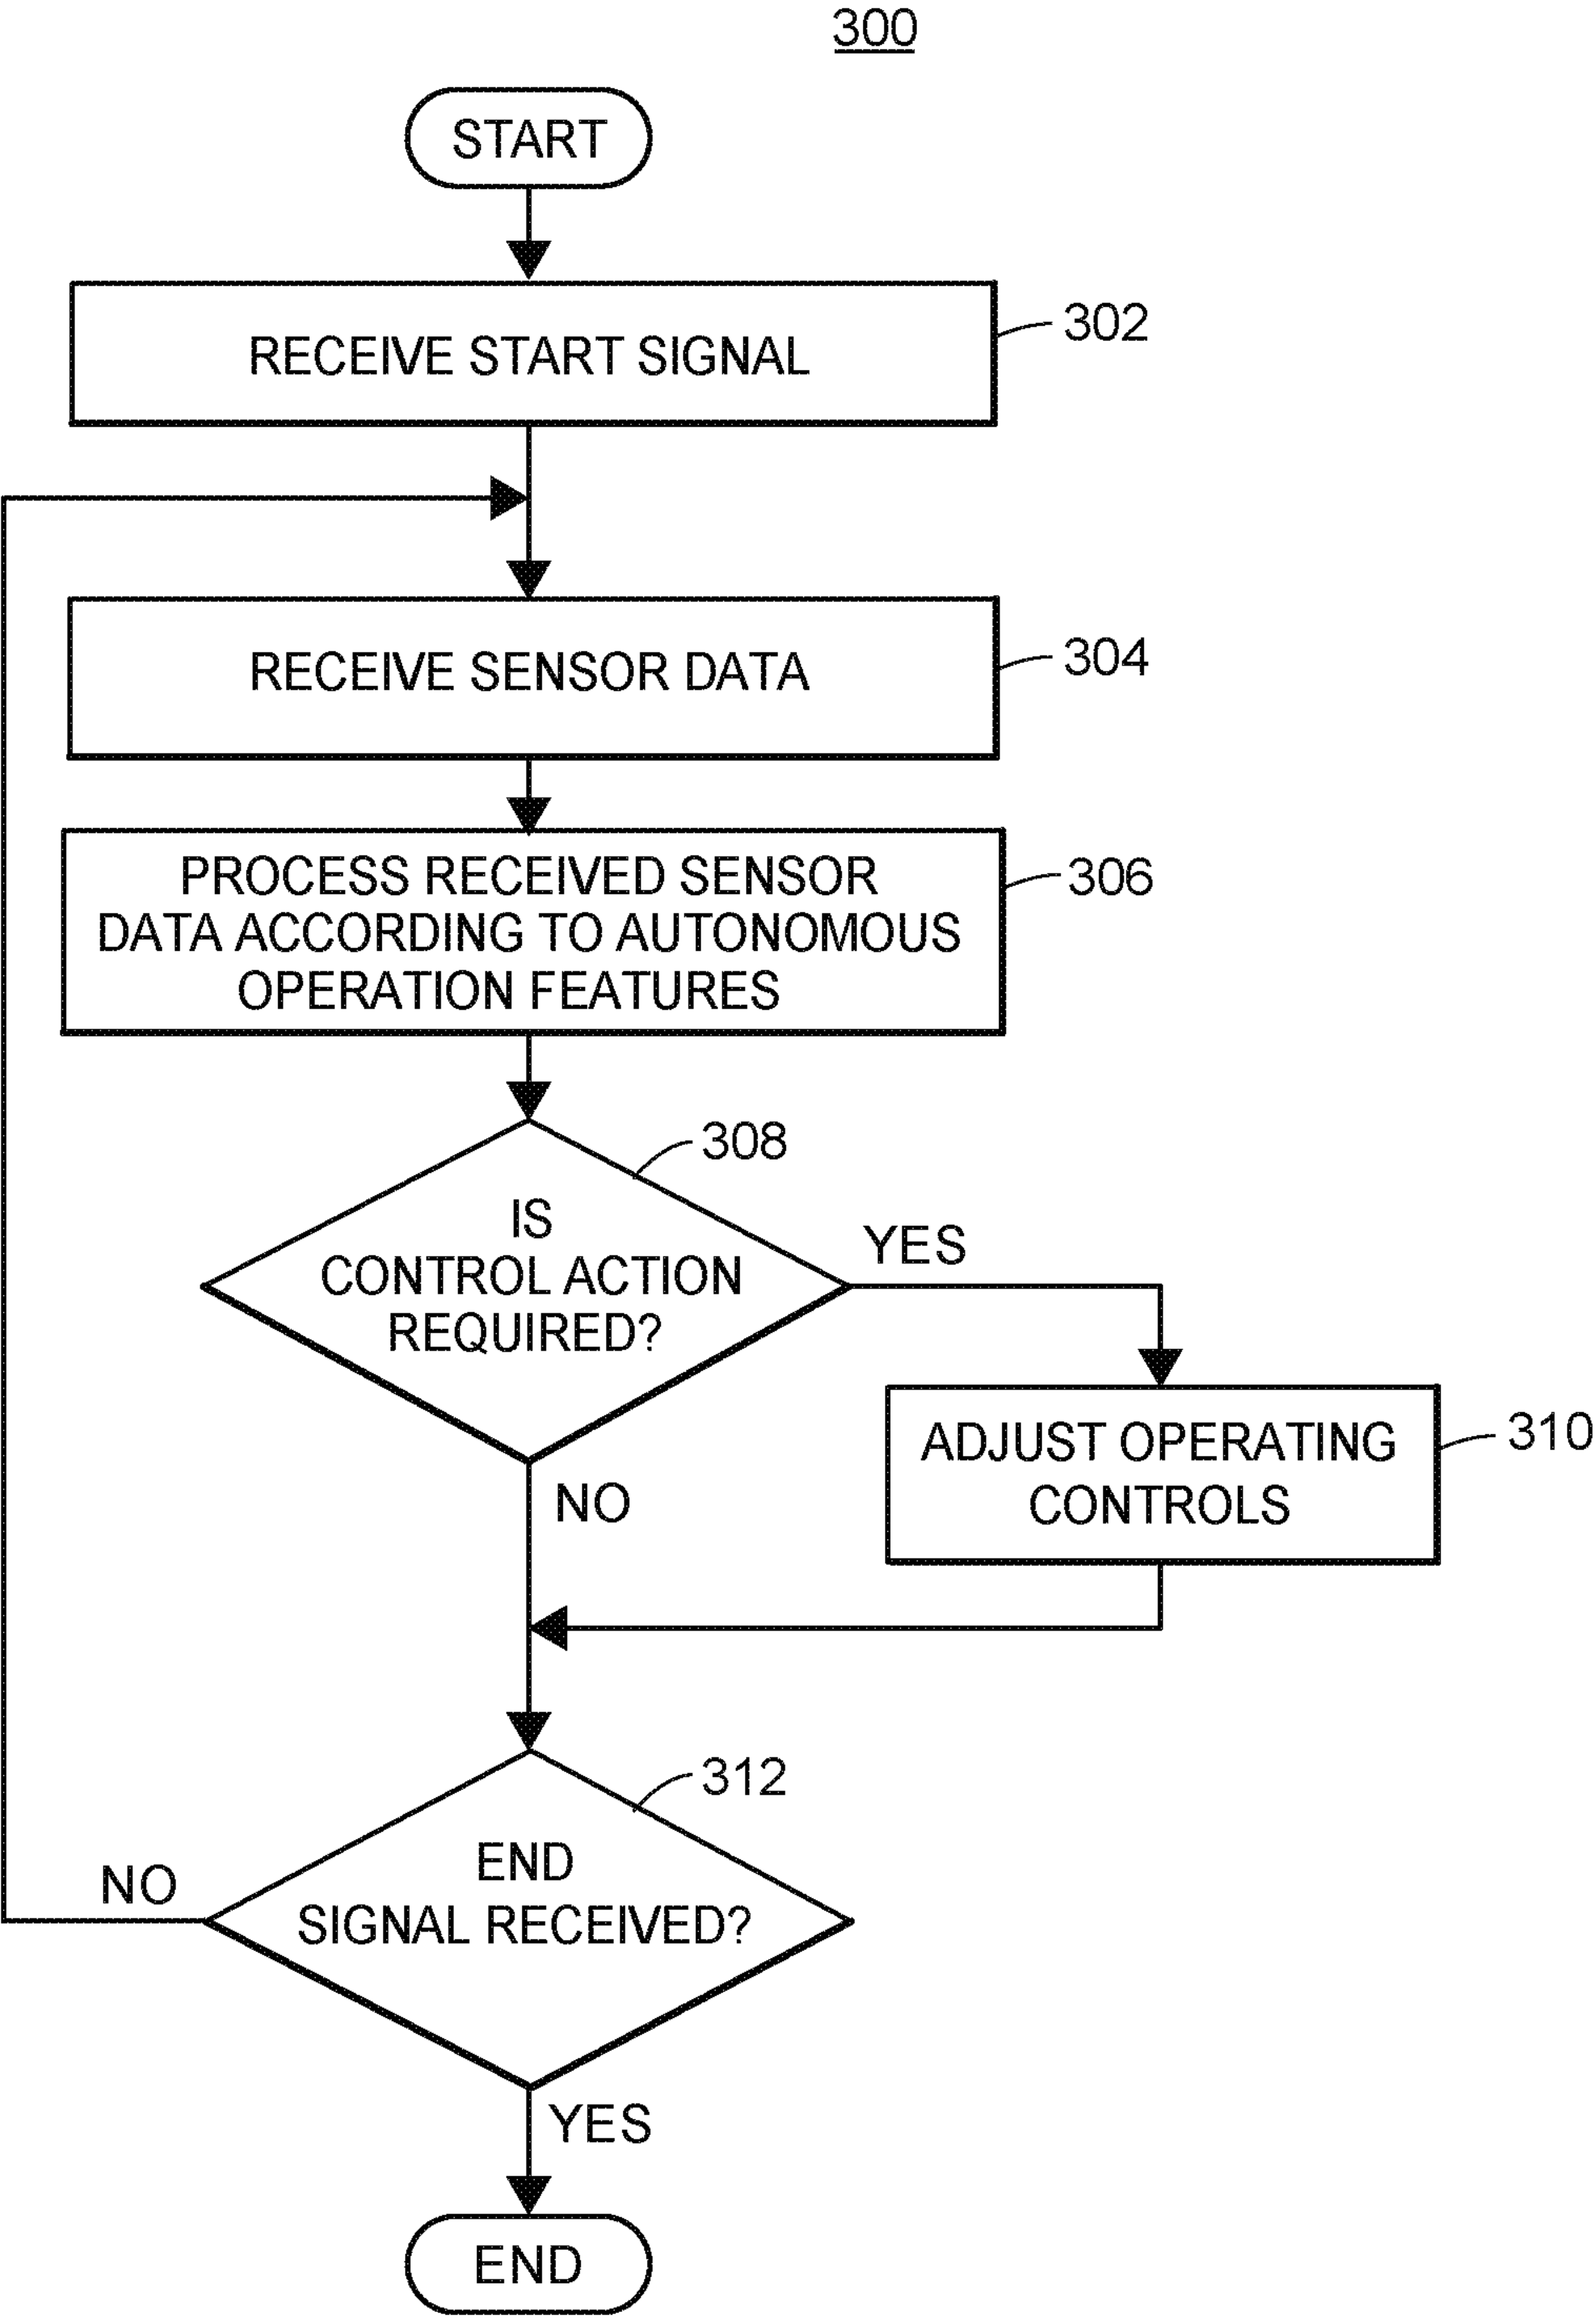 300
START
RECEIVE START SIGNAL
302
RECEIVE SENSOR DATA
304
PROCESS RECEIVED SENSOR
DATA ACCORDING TO AUTONOMOUS
OPERATION FEATURES
306
308
IS
CONTROL ACTION
REQUIRED?
YES
ADJUST OPERATING
CONTROLS
310
NO
312
END
SIGNAL RECEIVED?
NO
YES
END